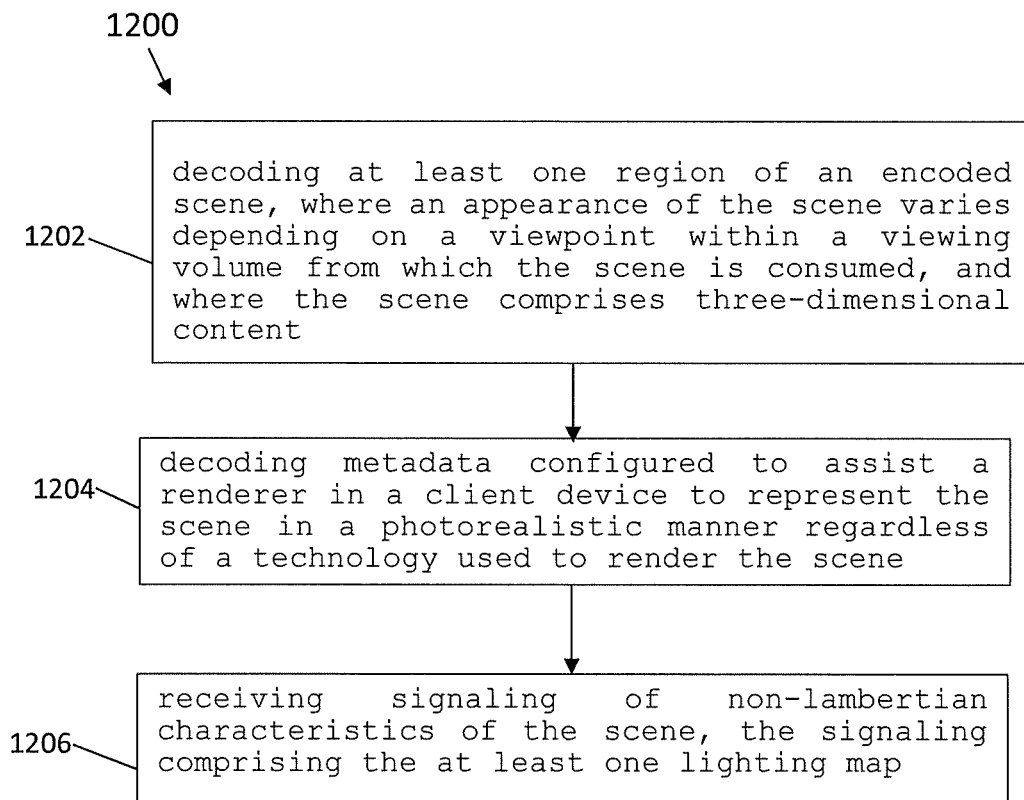 1200
1202
decoding at least one region of an encoded
scene, where an appearance of the scene varies
depending on a viewpoint within a viewing
volume from which the scene is consumed, and
where the scene comprises three-dimensional
content
1204
decoding metadata configured to assist a
renderer in a client device to represent the
scene in a photorealistic manner regardless
of a technology used to render the scene
1206
receiving signaling of non-lambertian
characteristics of the scene, the signaling
comprising the at least one lighting map